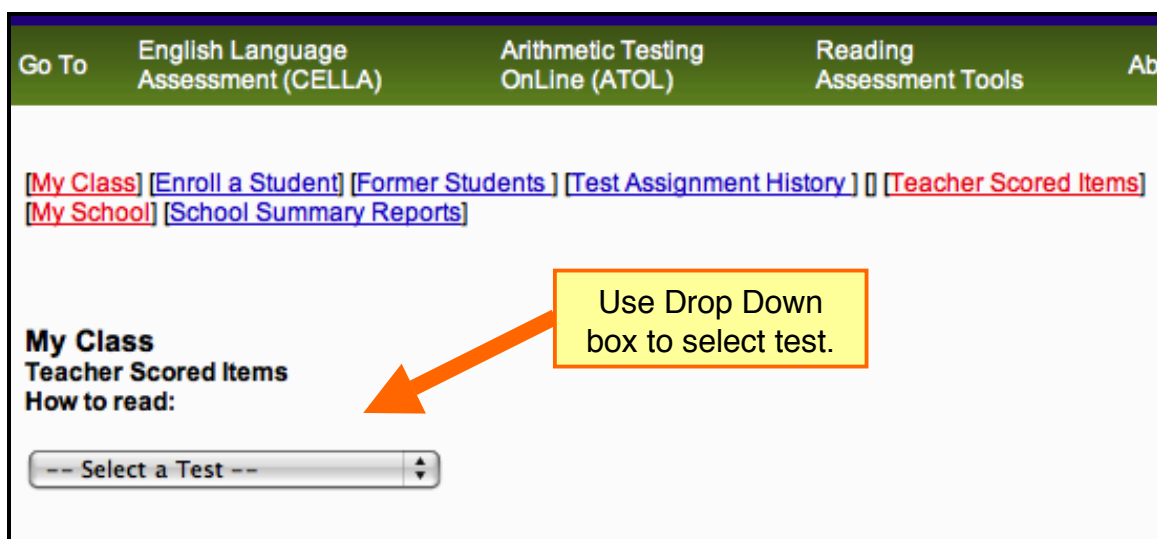 Go To
English Language
Assessment (CELLA)
Arithmetic Testing
OnLine (ATOL)
Reading
Assessment Tools
Ab
[My Class] [Enroll a Student] [Former Students ] [Test Assignment History ] [] [Teacher Scored Items]
[My School] [School Summary Reports]
Use Drop Down
box to select test.
My Class
Teacher Scored Items
How to read:
-- Select a Test --